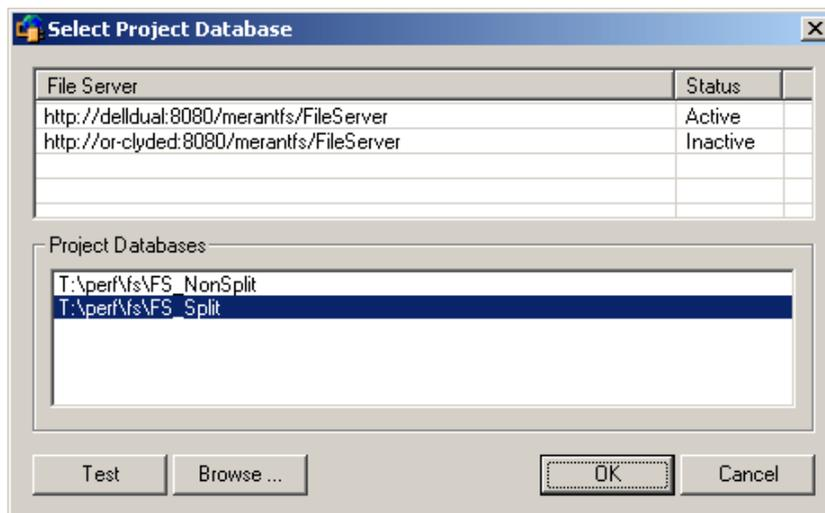 Select Project Database
File Server Status
http://delldual:8080/merantfs/FileServer Active
http://or-clyded:8080/merantfs/FileServer Inactive
Project Databases
T:\perf\fs\FS_NonSplit
T:\perf\fs\FS_Split
Test Browse ... OK Cancel